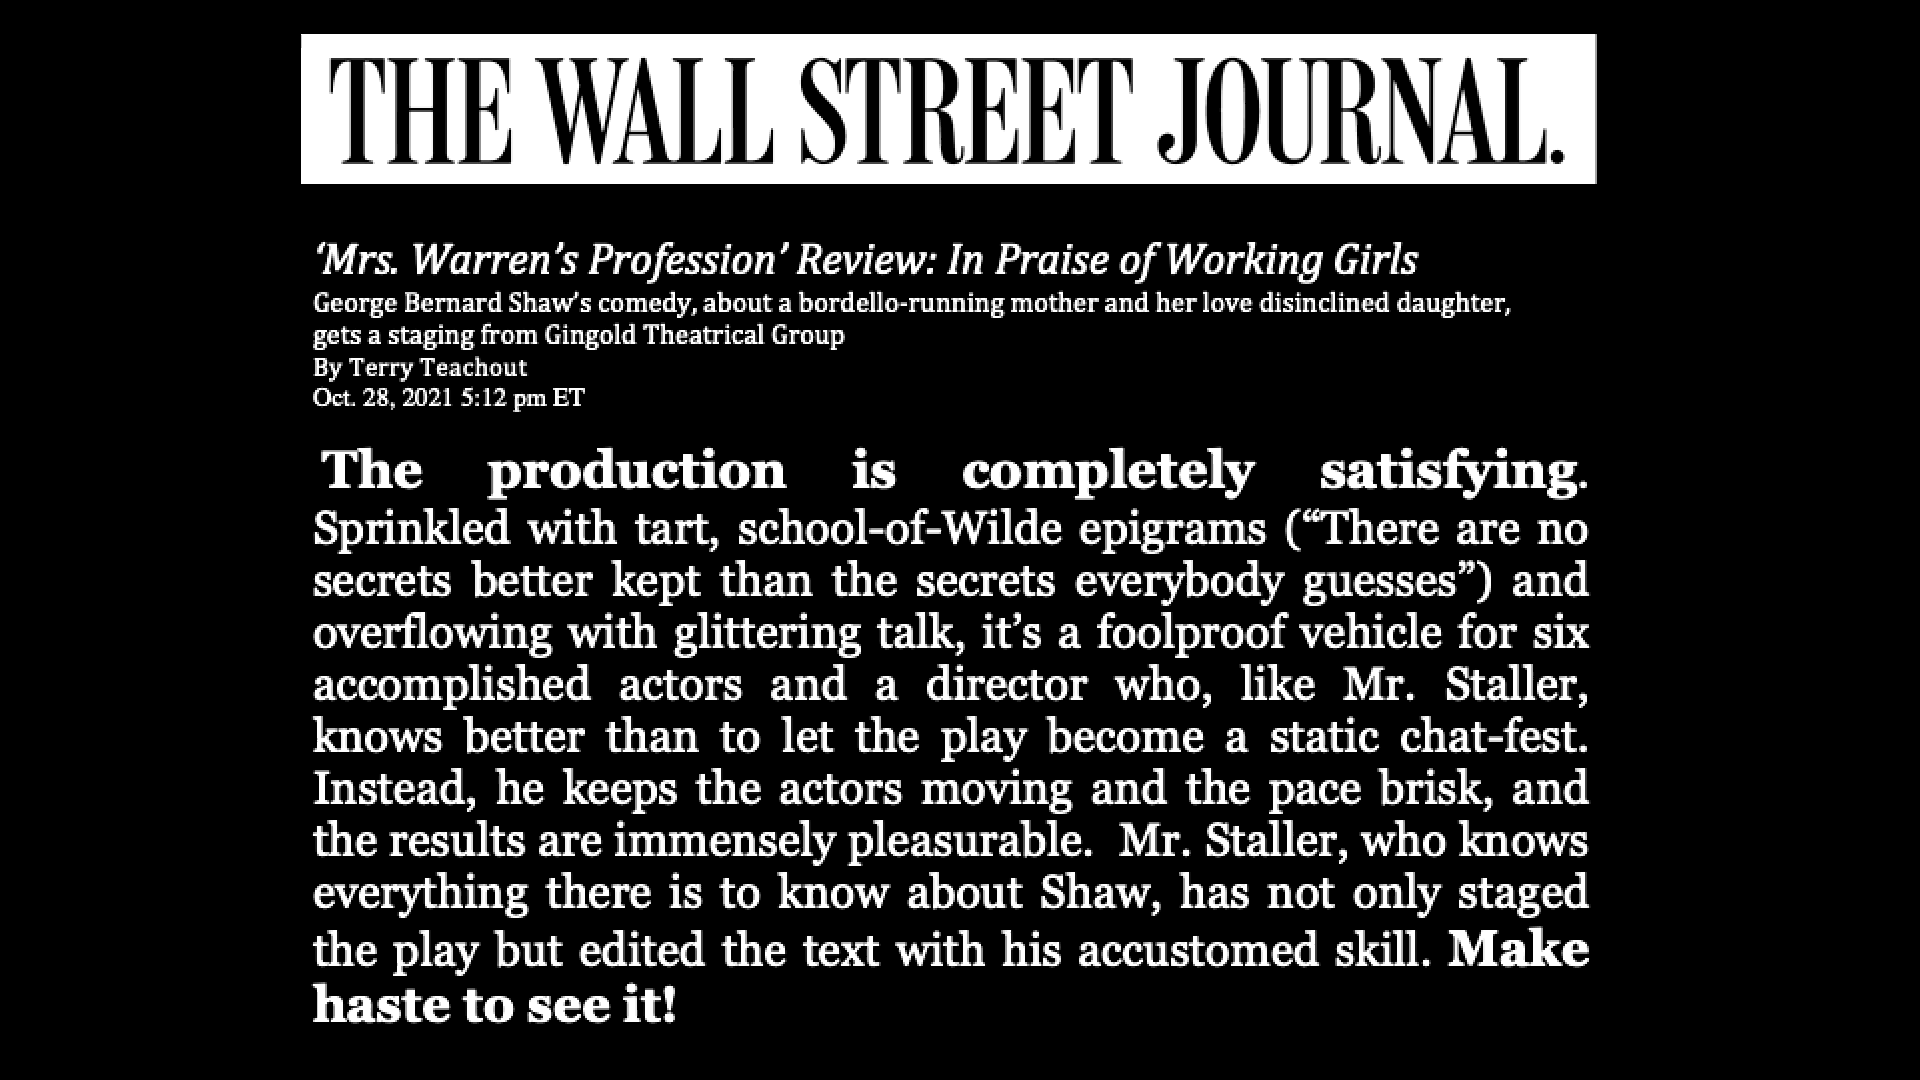 THE WALL STREET JOURNAL.
‘Mrs. Warren’s Profession’ Review: In Praise of Working Girls
George Bernard Shaw’s comedy, about a bordello-running mother and her love disinclined daughter,
gets a staging from Gingold Theatrical Group
By Terry Teachout
Oct. 28, 2021 5:12 pm ET
The production is completely satisfying.
Sprinkled with tart, school-of-Wilde epigrams (“There are no
secrets better kept than the secrets everybody guesses”) and
overflowing with glittering talk, it’s a foolproof vehicle for six
accomplished actors and a director who, like Mr. Staller,
knows better than to let the play become a static chat-fest.
Instead, he keeps the actors moving and the pace brisk, and
the results are immensely pleasurable.  Mr. Staller, who knows
everything there is to know about Shaw, has not only staged
the play but edited the text with his accustomed skill. Make
haste to see it!